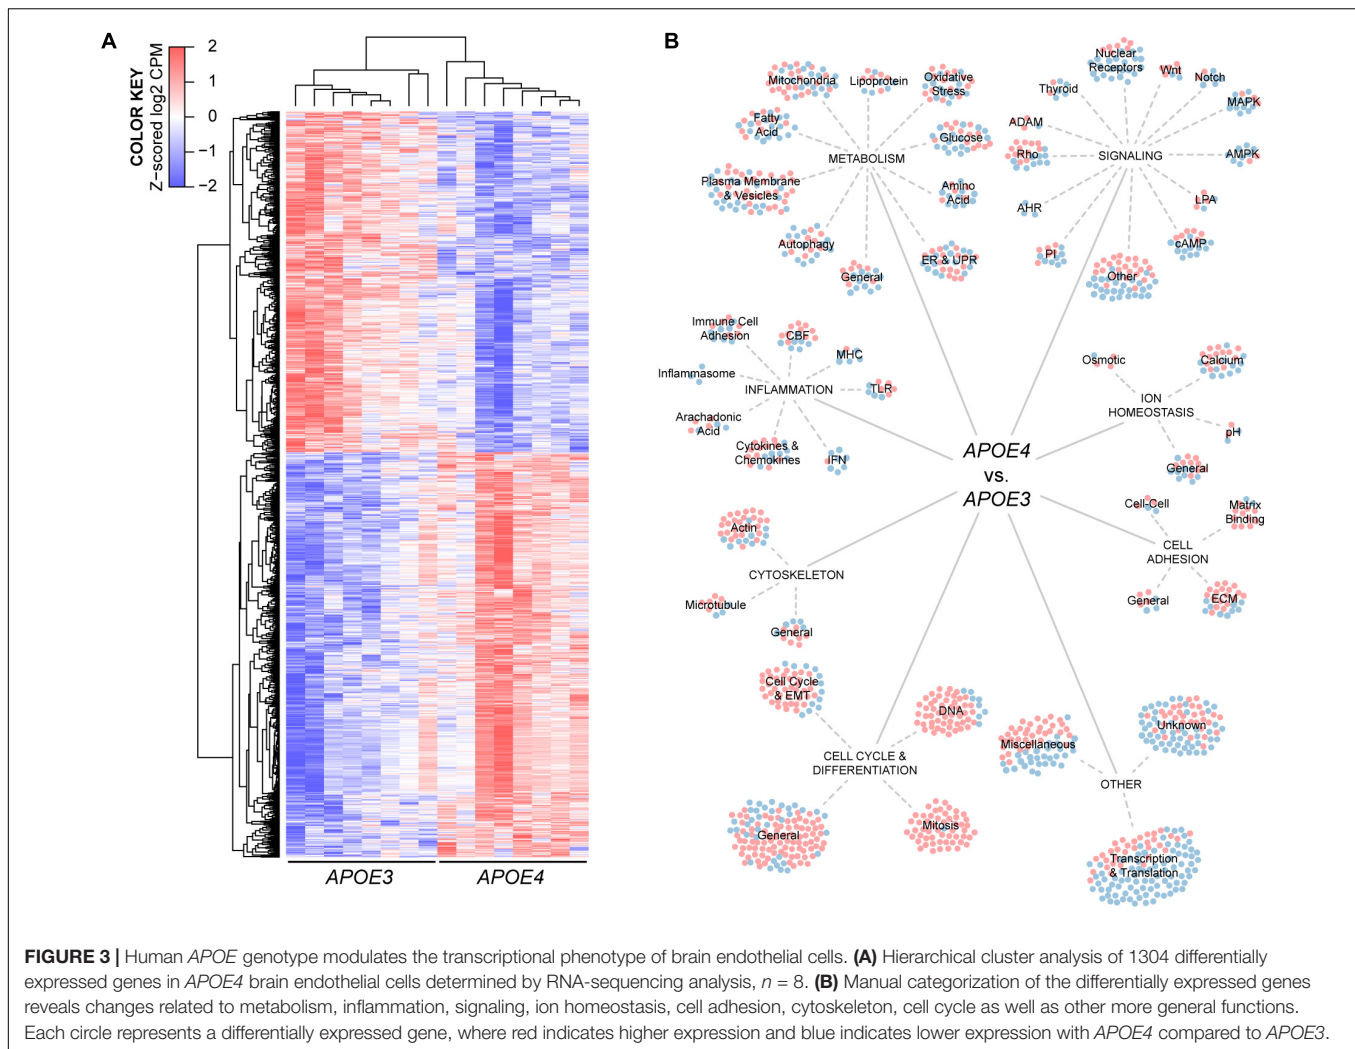 A
COLOR KEY
Z-scored log2 CPM
2
1
0
−1
−2
APOE3
APOE4
B
Mitochondria
Lipoprotein
Oxidative
Stress
Fatty
Acid
Glucose
METABOLISM
Plasma Membrane
& Vesicles
Amino
Acid
Autophagy
General
ER & UPR
Nuclear
Receptors
Wnt
Notch
Thyroid
MAPK
ADAM
Rho
SIGNALING
AMPK
AHR
LPA
PI
cAMP
Other
Immune Cell
Adhesion
CBF
MHC
Inflammasome
INFLAMMATION
TLR
Arachadonic
Acid
Cytokines &
Chemokines
IFN
Osmotic
Calcium
ION
HOMEOSTASIS
pH
General
APOE4
vs.
APOE3
Cell-Cell
Matrix
Binding
CELL
ADHESION
General
ECM
Actin
CYTOSKELETON
Microtubule
General
Cell Cycle
& EMT
DNA
CELL CYCLE &
DIFFERENTIATION
General
Mitosis
Miscellaneous
Unknown
OTHER
Transcription
& Translation
FIGURE 3 | Human APOE genotype modulates the transcriptional phenotype of brain endothelial cells. (A) Hierarchical cluster analysis of 1304 differentially
expressed genes in APOE4 brain endothelial cells determined by RNA-sequencing analysis, n = 8. (B) Manual categorization of the differentially expressed genes
reveals changes related to metabolism, inflammation, signaling, ion homeostasis, cell adhesion, cytoskeleton, cell cycle as well as other more general functions.
Each circle represents a differentially expressed gene, where red indicates higher expression and blue indicates lower expression with APOE4 compared to APOE3.